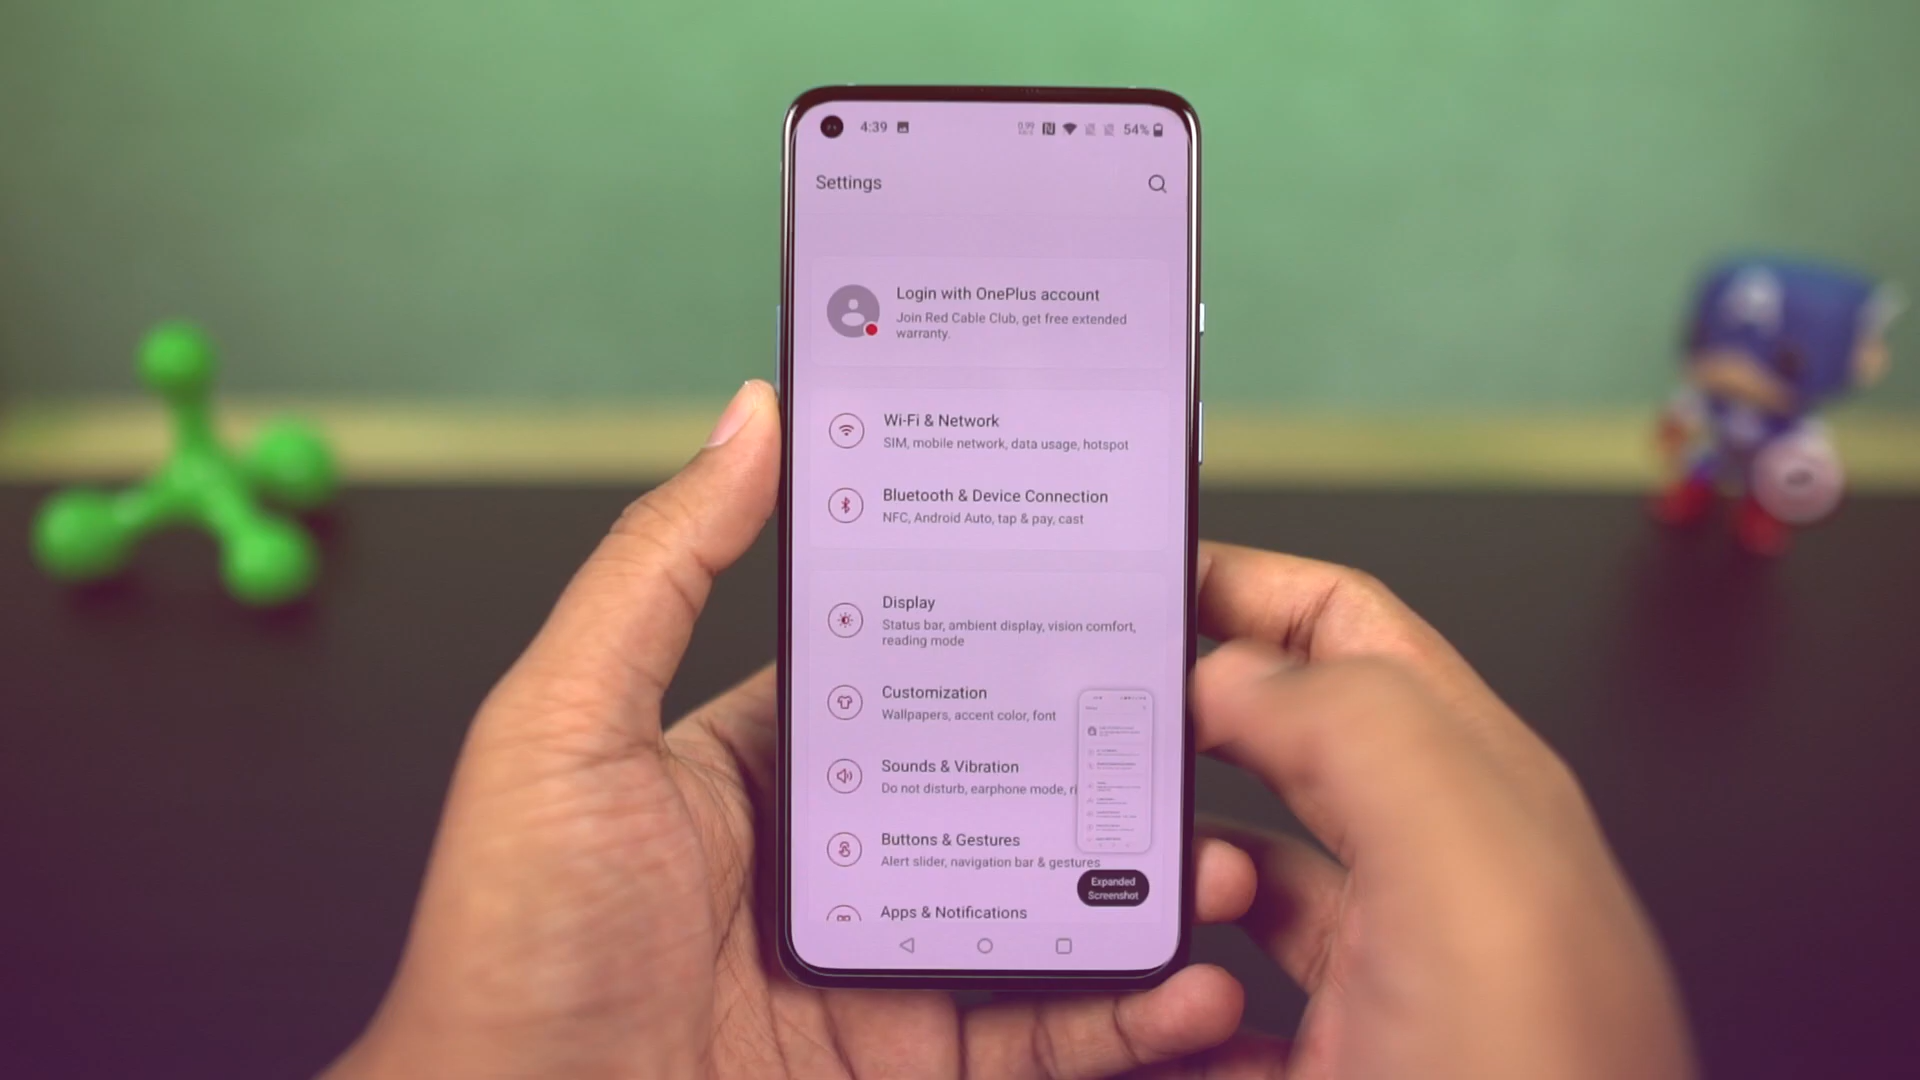 4:39
0.99
54%
Settings
Login with OnePlus account
Join Red Cable Club, get free extended
warranty.
Wi-Fi & Network
SIM, mobile network, data usage, hotspot
Bluetooth & Device Connection
NFC, Android Auto, tap & pay, cast
Display
Status bar, ambient display, vision comfort,
reading mode
Customization
Wallpapers, accent color, font
Sounds & Vibration
Do not disturb, earphone mode, ri
Buttons & Gestures
Alert slider, navigation bar & gestures
Expanded
Screenshot
Apps & Notifications